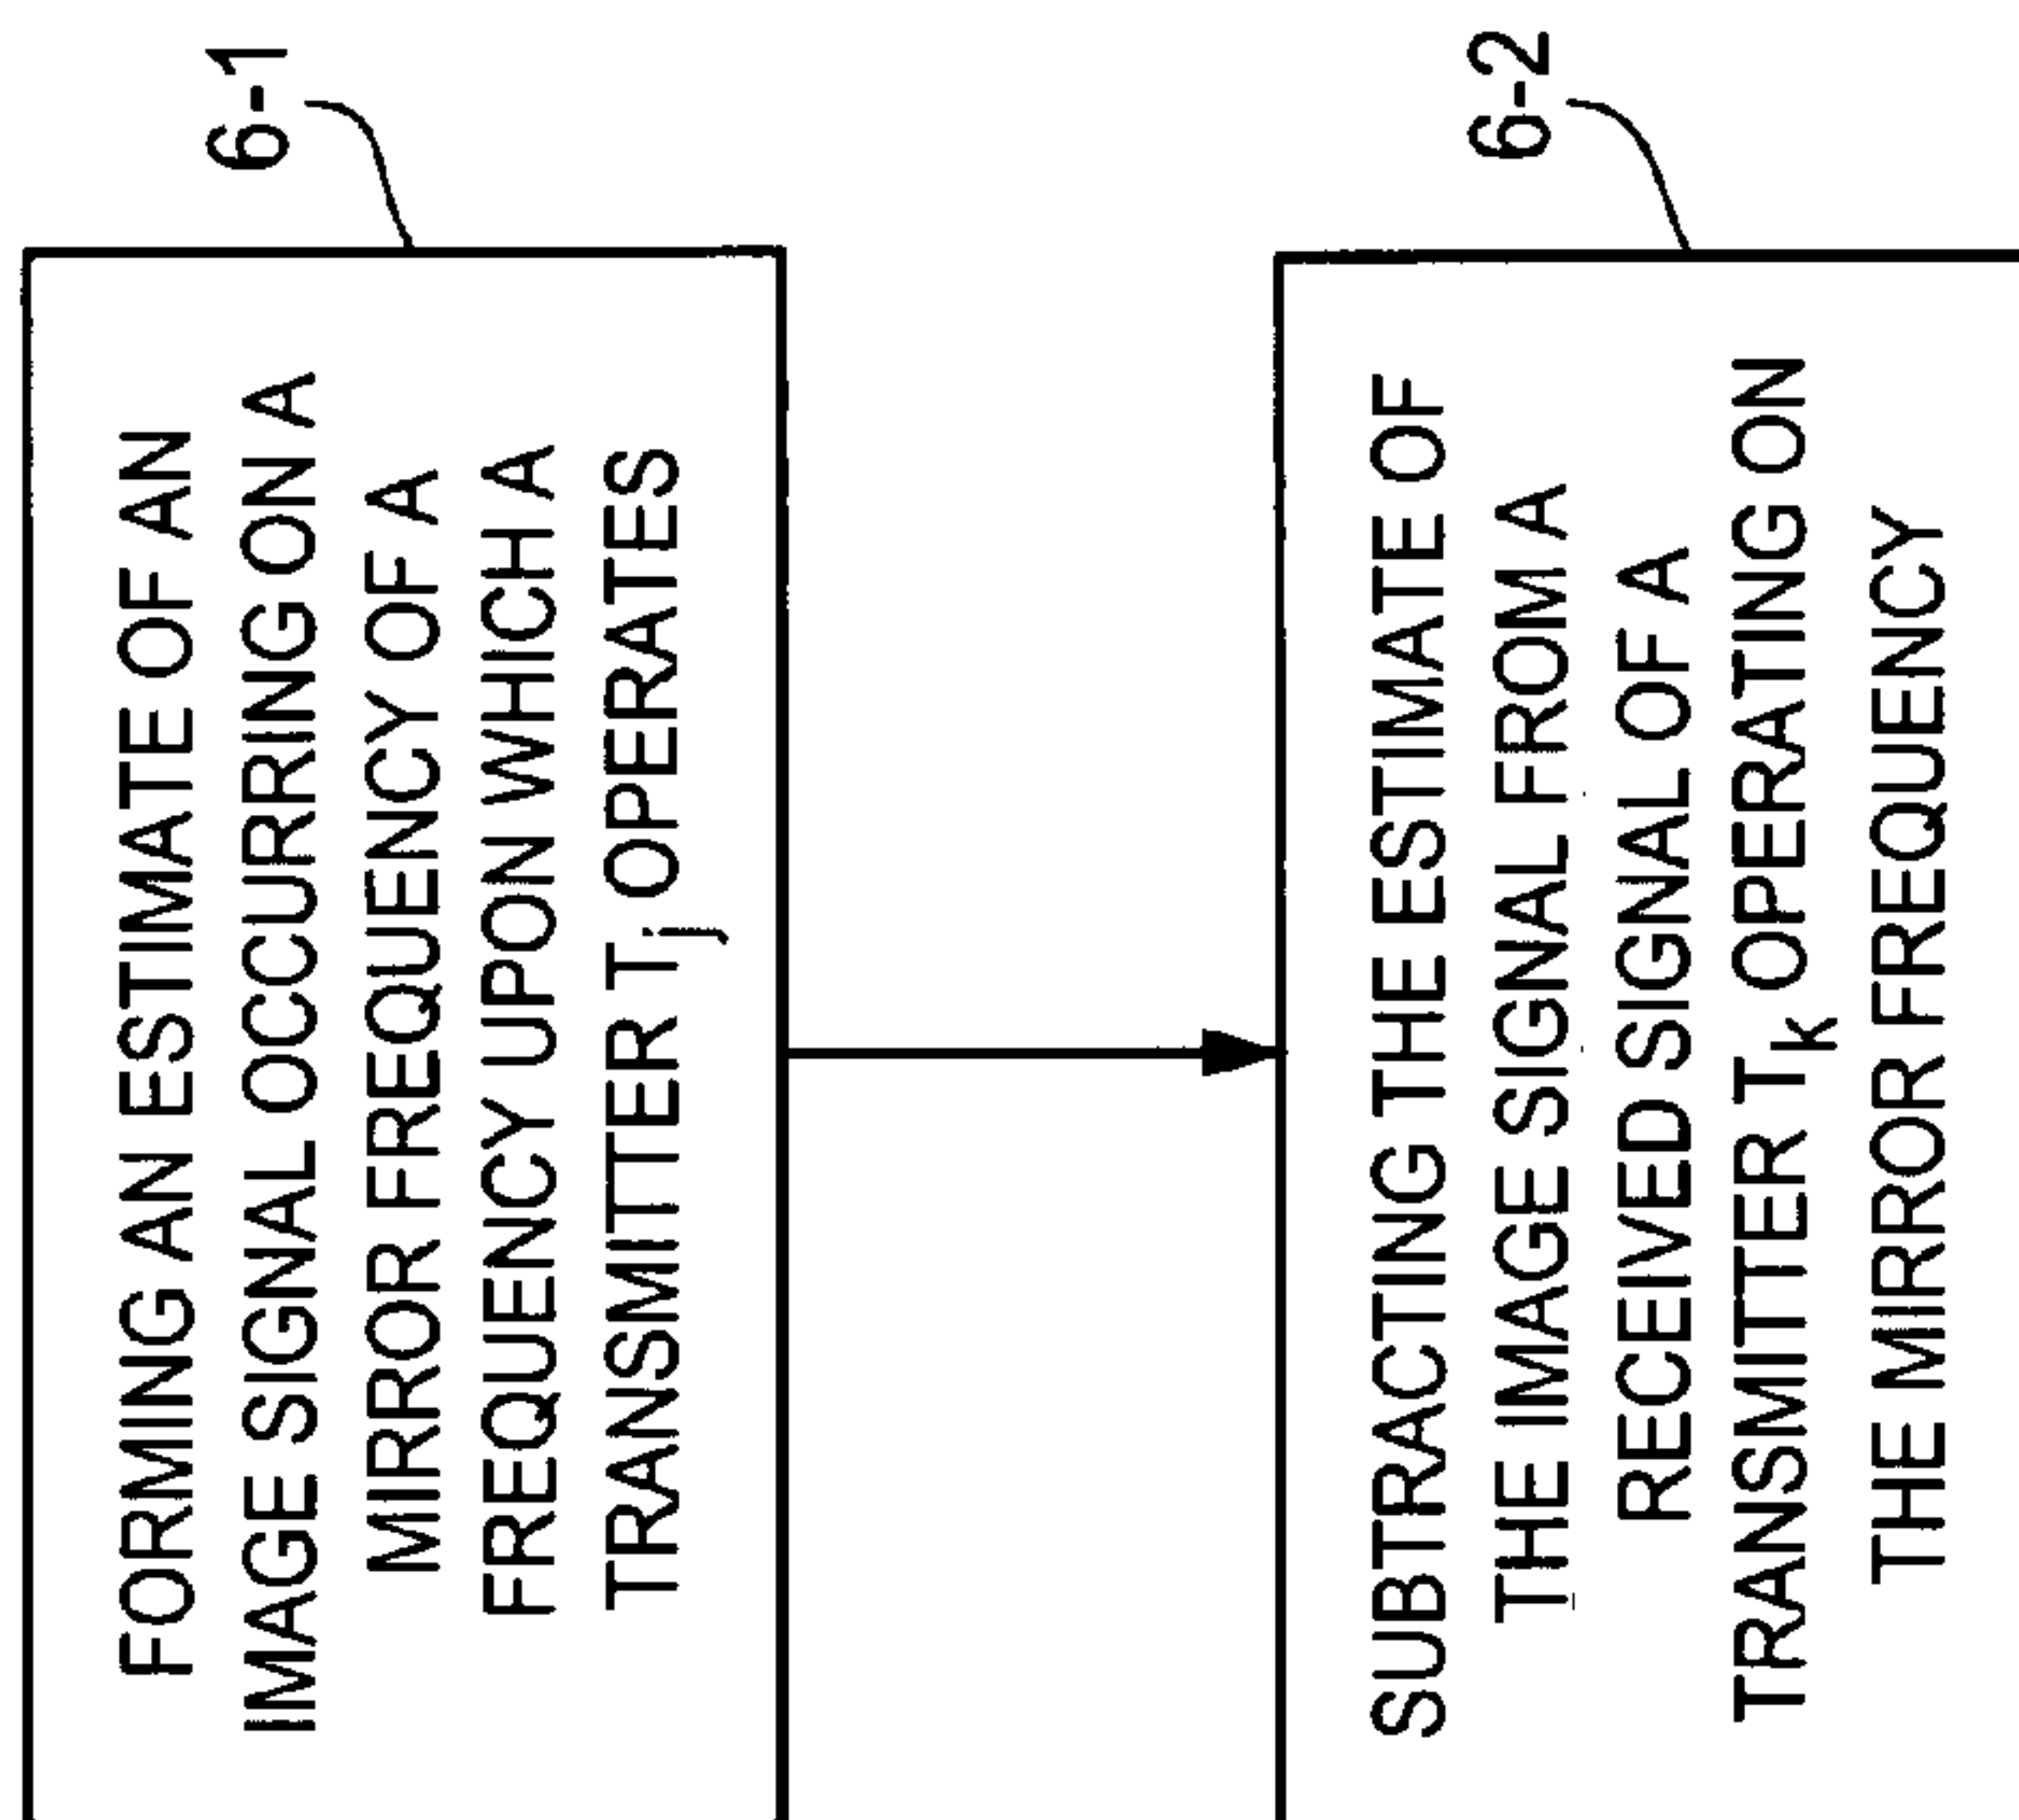 FORMING AN ESTIMATE OF AN
IMAGE SIGNAL OCCURRING ON A
MIRROR FREQUENCY OF A
FREQUENCY UPON WHICH A
TRANSMITTER Tj OPERATES
6-1
SUBTRACTING THE ESTIMATE OF
THE IMAGE SIGNAL FROM A
RECEIVED SIGNAL OF A
TRANSMITTER Tk OPERATING ON
THE MIRROR FREQUENCY
6-2